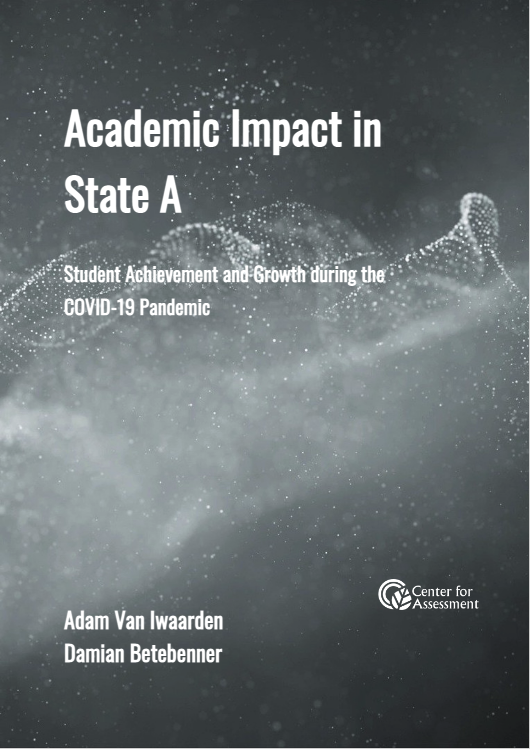 Academic Impact in
State A
Student Achievement and Growth during the
COVID-19 Pandemic
Center for
Assessment
Adam Van Iwaarden
Damian Betebenner